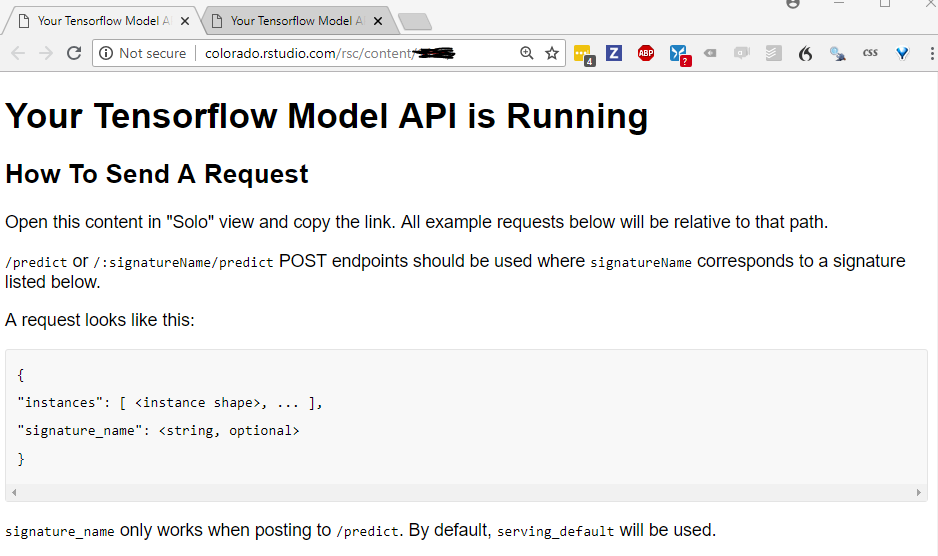 Your Tensorflow Model A
Your Tensorflow Model A
Not secure
colorado.rstudio.com/rsc/content/
4
Z
ABP
?
CSS
Your Tensorflow Model API is Running
How To Send A Request
Open this content in "Solo" view and copy the link. All example requests below will be relative to that path.
/predict or /:signatureName/predict POST endpoints should be used where signatureName corresponds to a signature
listed below.
A request looks like this:
{
"instances": [ <instance shape>, ... ],
"signature_name": <string, optional>
}
signature_name only works when posting to /predict. By default, serving_default will be used.